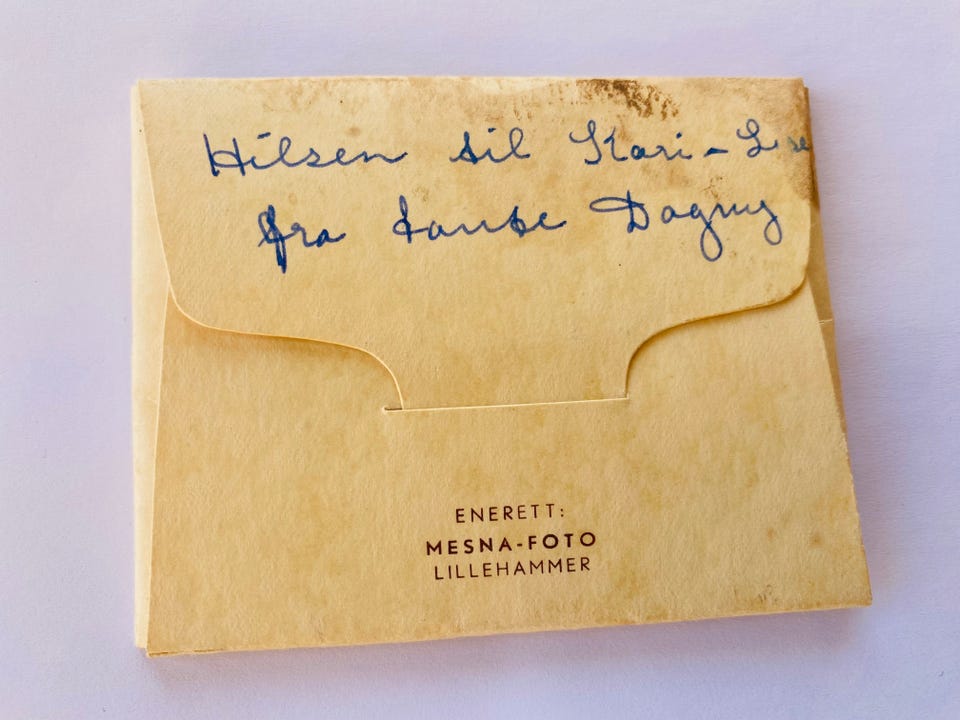 Hilsen til Kari-Lise
fra tante Dagny
ENERETT:
MESNA-FOTO
LILLEHAMMER